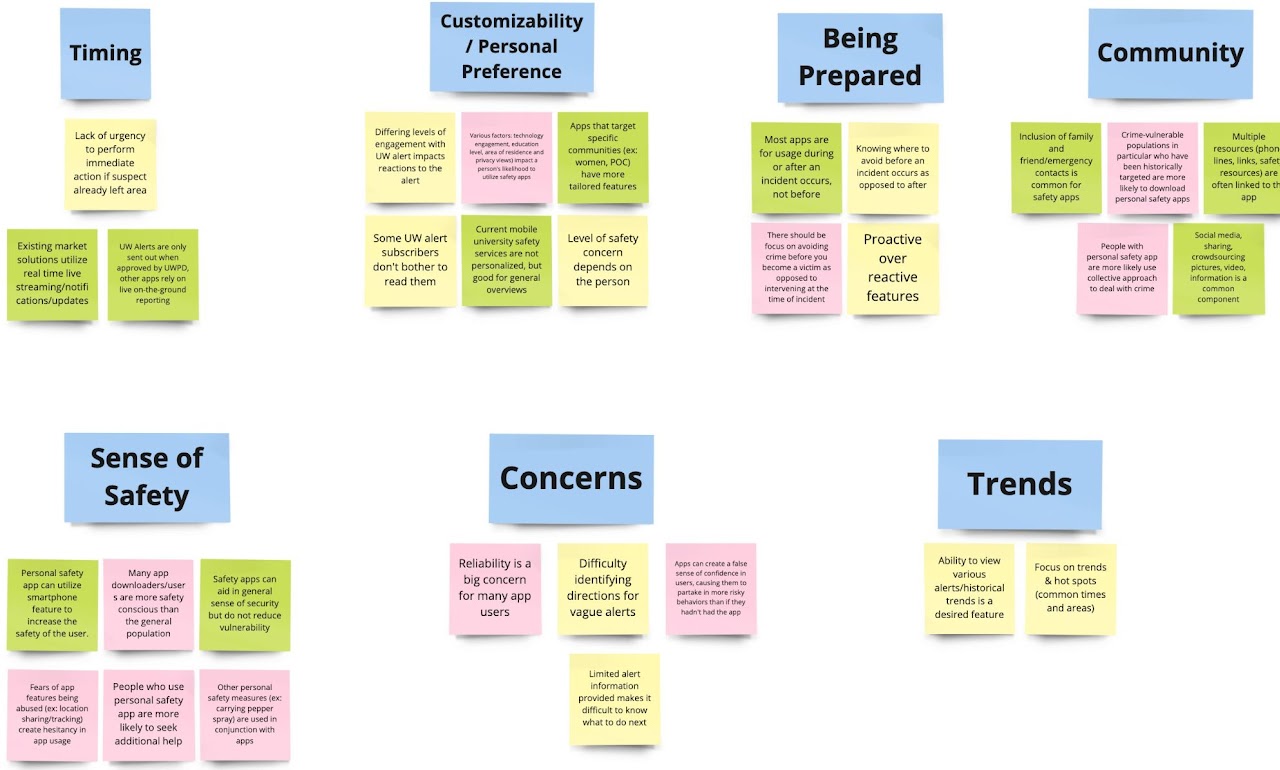 Timing
Lack of urgency
to perform
immediate
action if suspect
already left area
Existing market
solutions utilize
real time live
streaming/notifi
cations/updates
UW Alerts are only
sent out when
approved by UWPD,
other apps rely on
live on-the-ground
reporting
Customizability
/ Personal
Preference
Differing levels of
engagement with
UW alert impacts
reactions to the
alert
Various factors: technology
engagement, education
level, area of residence and
privacy views) impact a
person's likelihood to
utilize safety apps
Apps that target
specific
communities (ex:
women, POC)
have more
tailored features
Some UW alert
subscribers
don't bother to
read them
Current mobile
university safety
services are not
personalized, but
good for general
overviews
Level of safety
concern
depends on
the person
Being
Prepared
Most apps are
for usage during
or after an
incident occurs,
not before
Knowing where to
avoid before an
incident occurs as
opposed to after
There should be
focus on avoiding
crime before you
become a victim as
opposed to
intervening at the
time of incident
Proactive
over
reactive
features
Community
Inclusion of family
and
friend/emergency
contacts is
common for
safety apps
Crime-vulnerable
populations in
particular who have
been historically
targeted are more
likely to download
personal safety apps
Multiple
resources (phon
lines, links, safet
resources) are
often linked to th
app
People with
personal safety app
are more likely use
collective approach
to deal with crime
Social media,
sharing,
crowdsourcing
pictures, video,
information is a
common
component
Sense of
Safety
Personal safety
app can utilize
smartphone
feature to
increase the
safety of the user.
Many app
downloaders/user
s are more safety
conscious than
the general
population
Safety apps can
aid in general
sense of security
but do not reduce
vulnerability
Fears of app
features being
abused (ex: location
sharing/tracking)
create hesitancy in
app usage
People who use
personal safety
app are more
likely to seek
additional help
Other personal
safety measures (ex:
carrying pepper
spray) are used in
conjunction with
apps
Concerns
Reliability is a
big concern
for many app
users
Difficulty
identifying
directions for
vague alerts
Apps can create a false
sense of confidence in
users, causing them to
partake in more risky
behaviors than if they
hadn't had the app
Limited alert
information
provided makes it
difficult to know
what to do next
Trends
Ability to view
various
alerts/historical
trends is a
desired feature
Focus on trends
& hot spots
(common times
and areas)